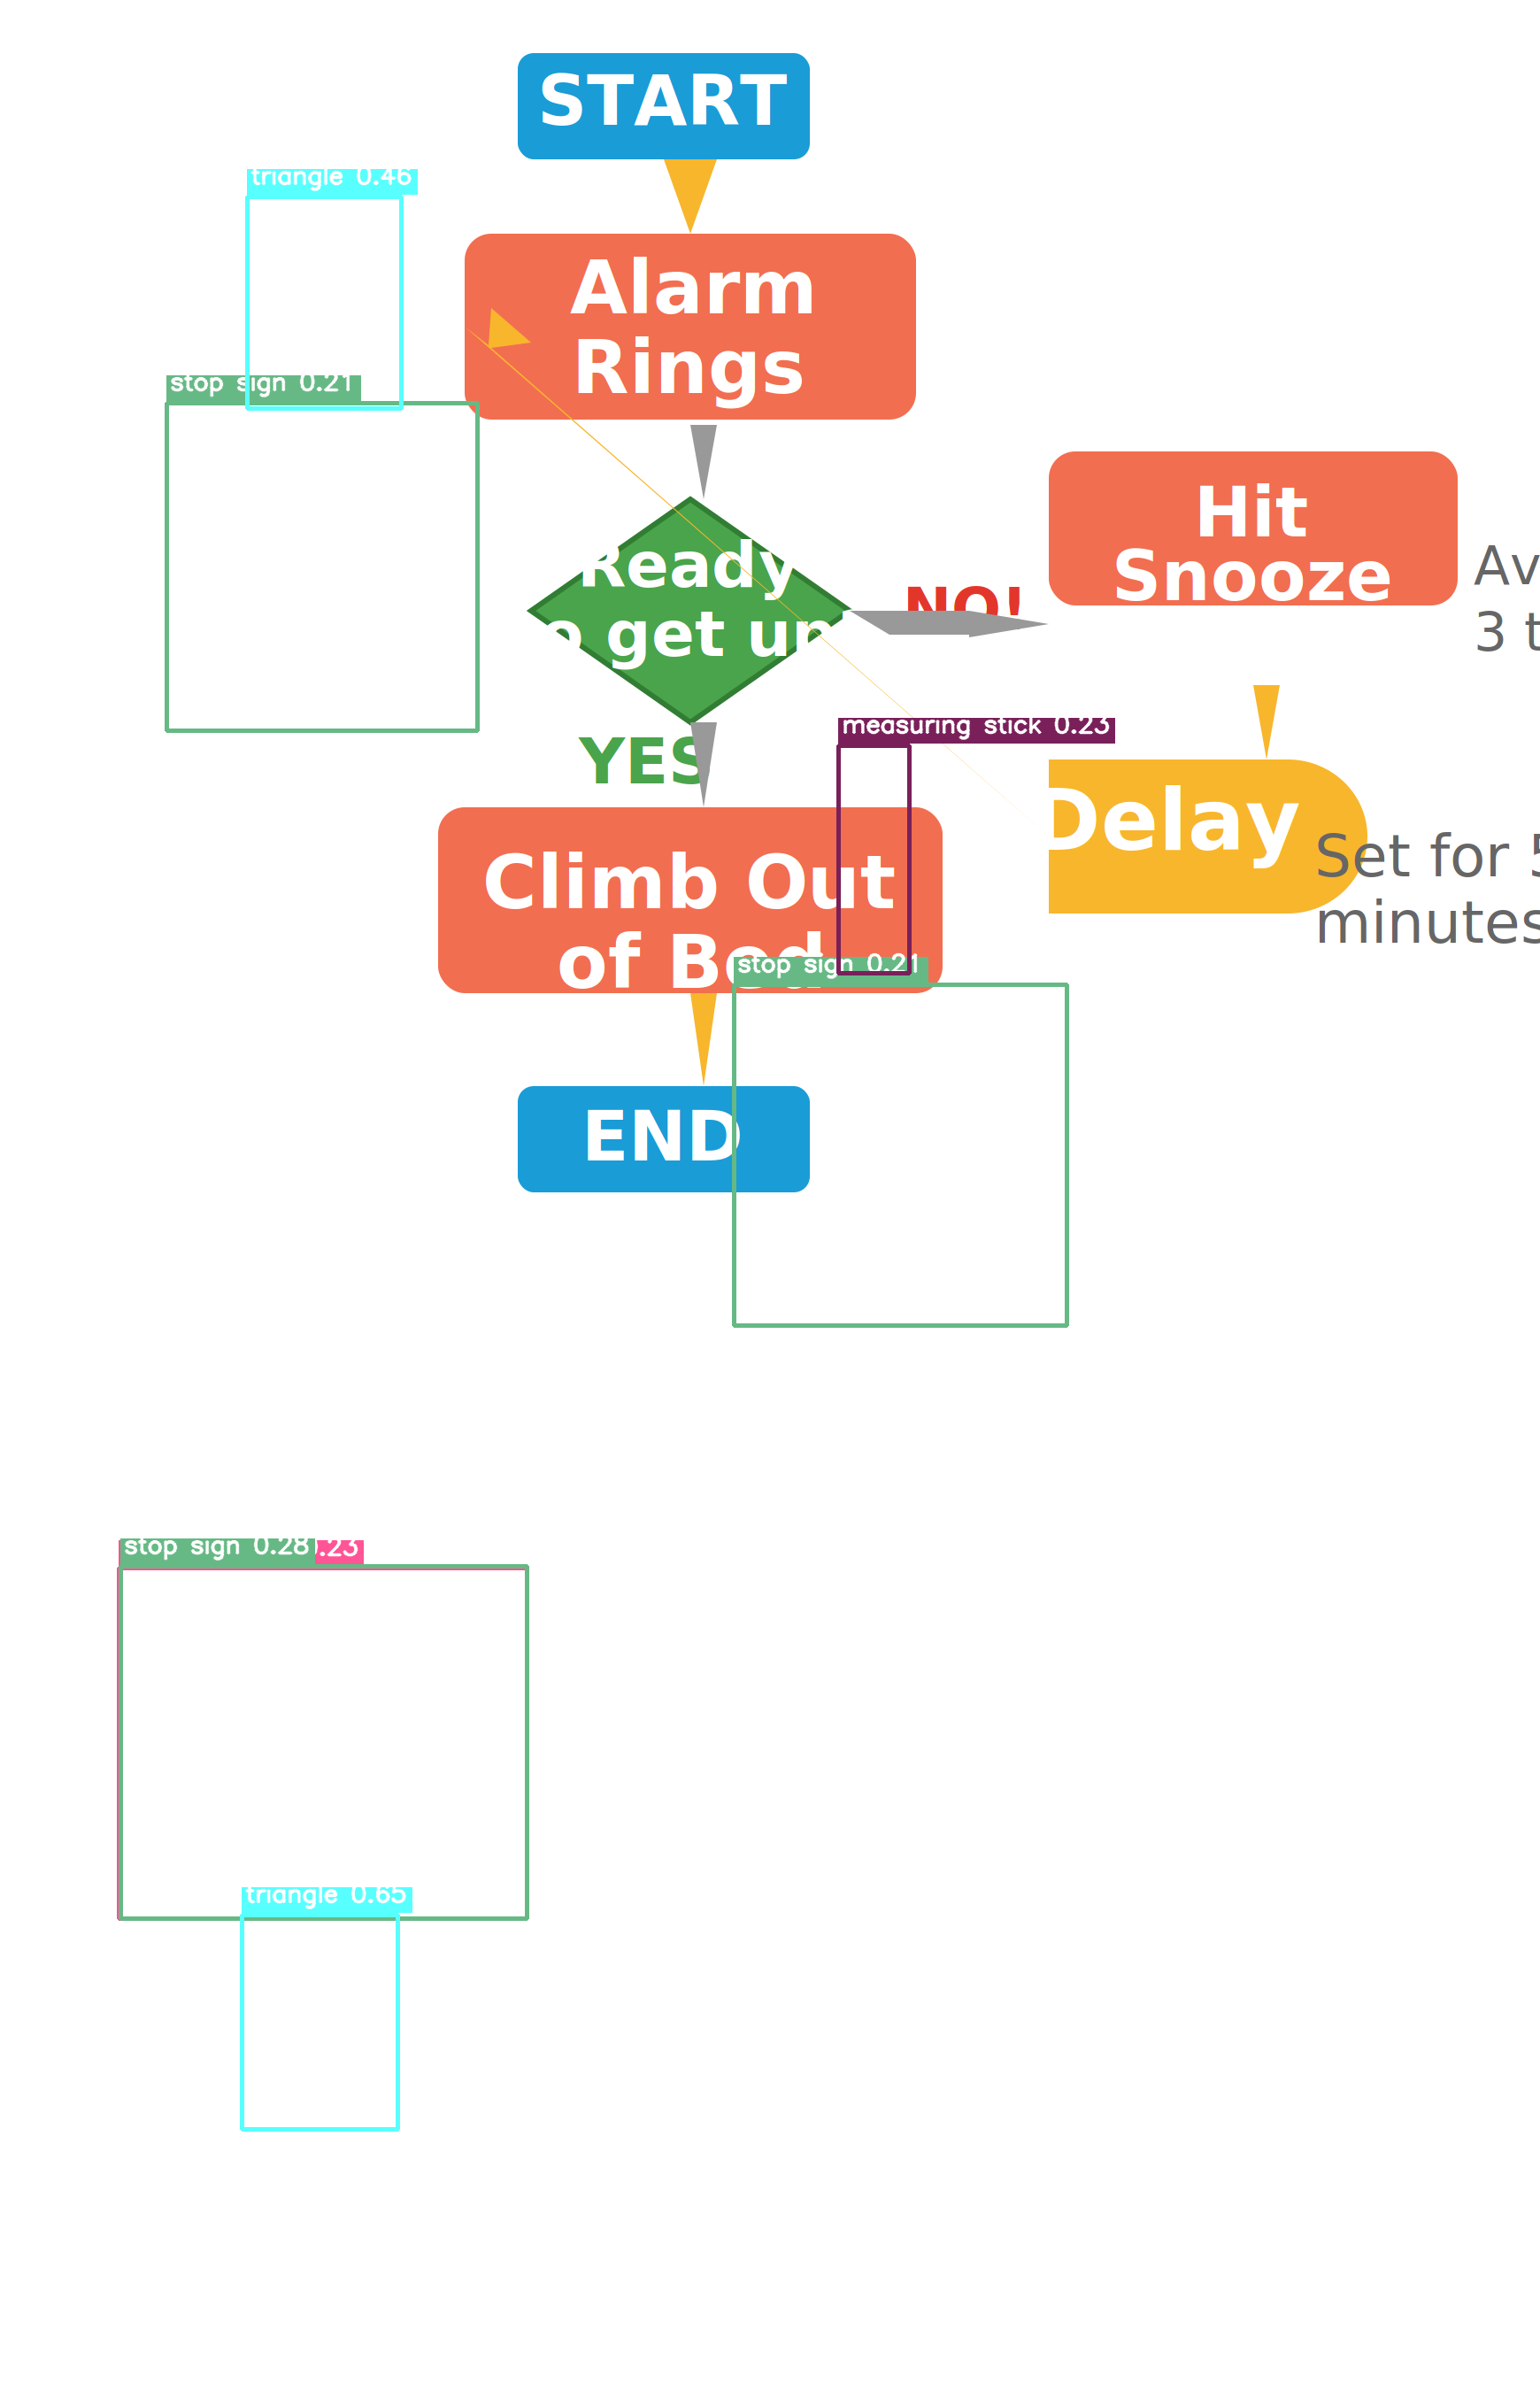 START
triangle 0.46
Alarm
Rings
stop sign 0.21
Hit
Snooze
Ready
o get up
NO!
Av
3 t
measuring stick 0.23
YES
Delay
Set for 5
minutes
Climb Out
of Bed
stop sign 0.21
END
stop sign 0.28
.23
triangle 0.65